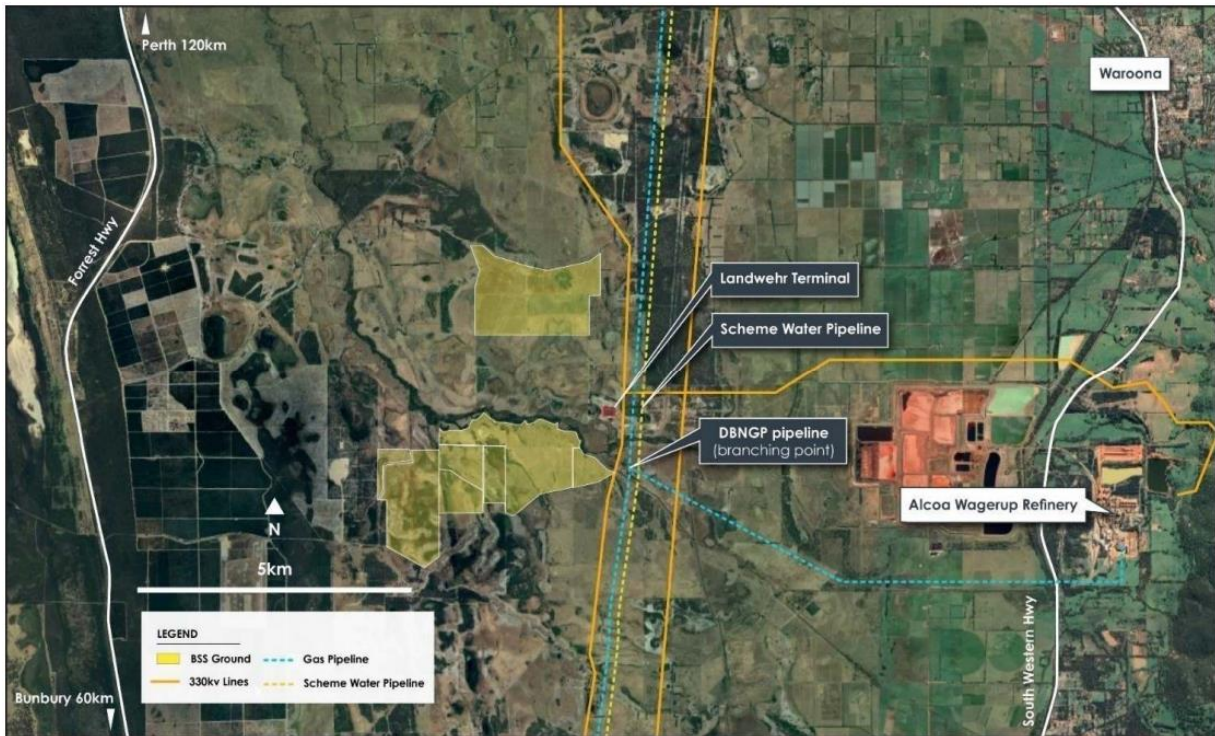 Perth 120km
Waroona
Forrest Hwy
Landwehr Terminal
Scheme Water Pipeline
DBNGP pipeline
(branching point)
Alcoa Wagerup Refinery
N
5km
LEGEND
BSS Ground
Gas Pipeline
330kv Lines
Scheme Water Pipeline
Bunbury 60km
South Western Hwy